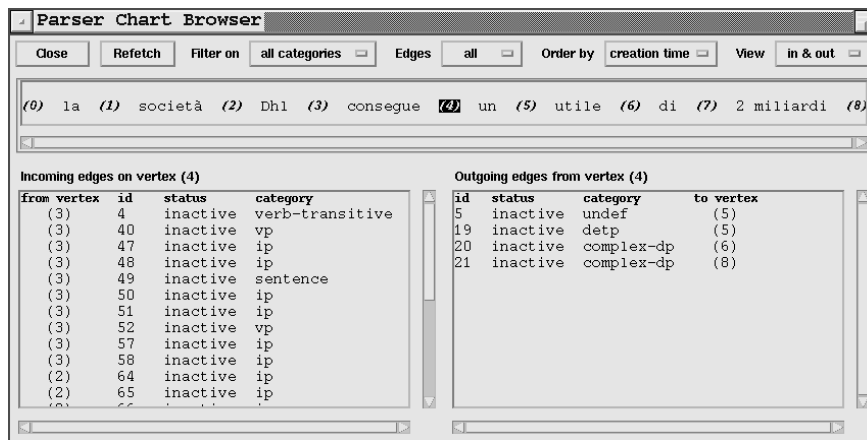 Parser Chart Browser
Close Refetch Filter on all categories Edges all Order by creation time View in & out
(0) la (1) società (2) Dhl (3) consegue (4) un (5) utile (6) di (7) 2 miliardi (8)
Incoming edges on vertex (4)
from vertex id status category
(3) 4 inactive verb-transitive
(3) 40 inactive vp
(3) 47 inactive ip
(3) 48 inactive ip
(3) 49 inactive sentence
(3) 50 inactive ip
(3) 51 inactive ip
(3) 52 inactive vp
(3) 57 inactive ip
(3) 58 inactive ip
(2) 64 inactive ip
(2) 65 inactive ip
Outgoing edges from vertex (4)
id status category to vertex
5 inactive undef (5)
19 inactive detp (5)
20 inactive complex-dp (6)
21 inactive complex-dp (8)